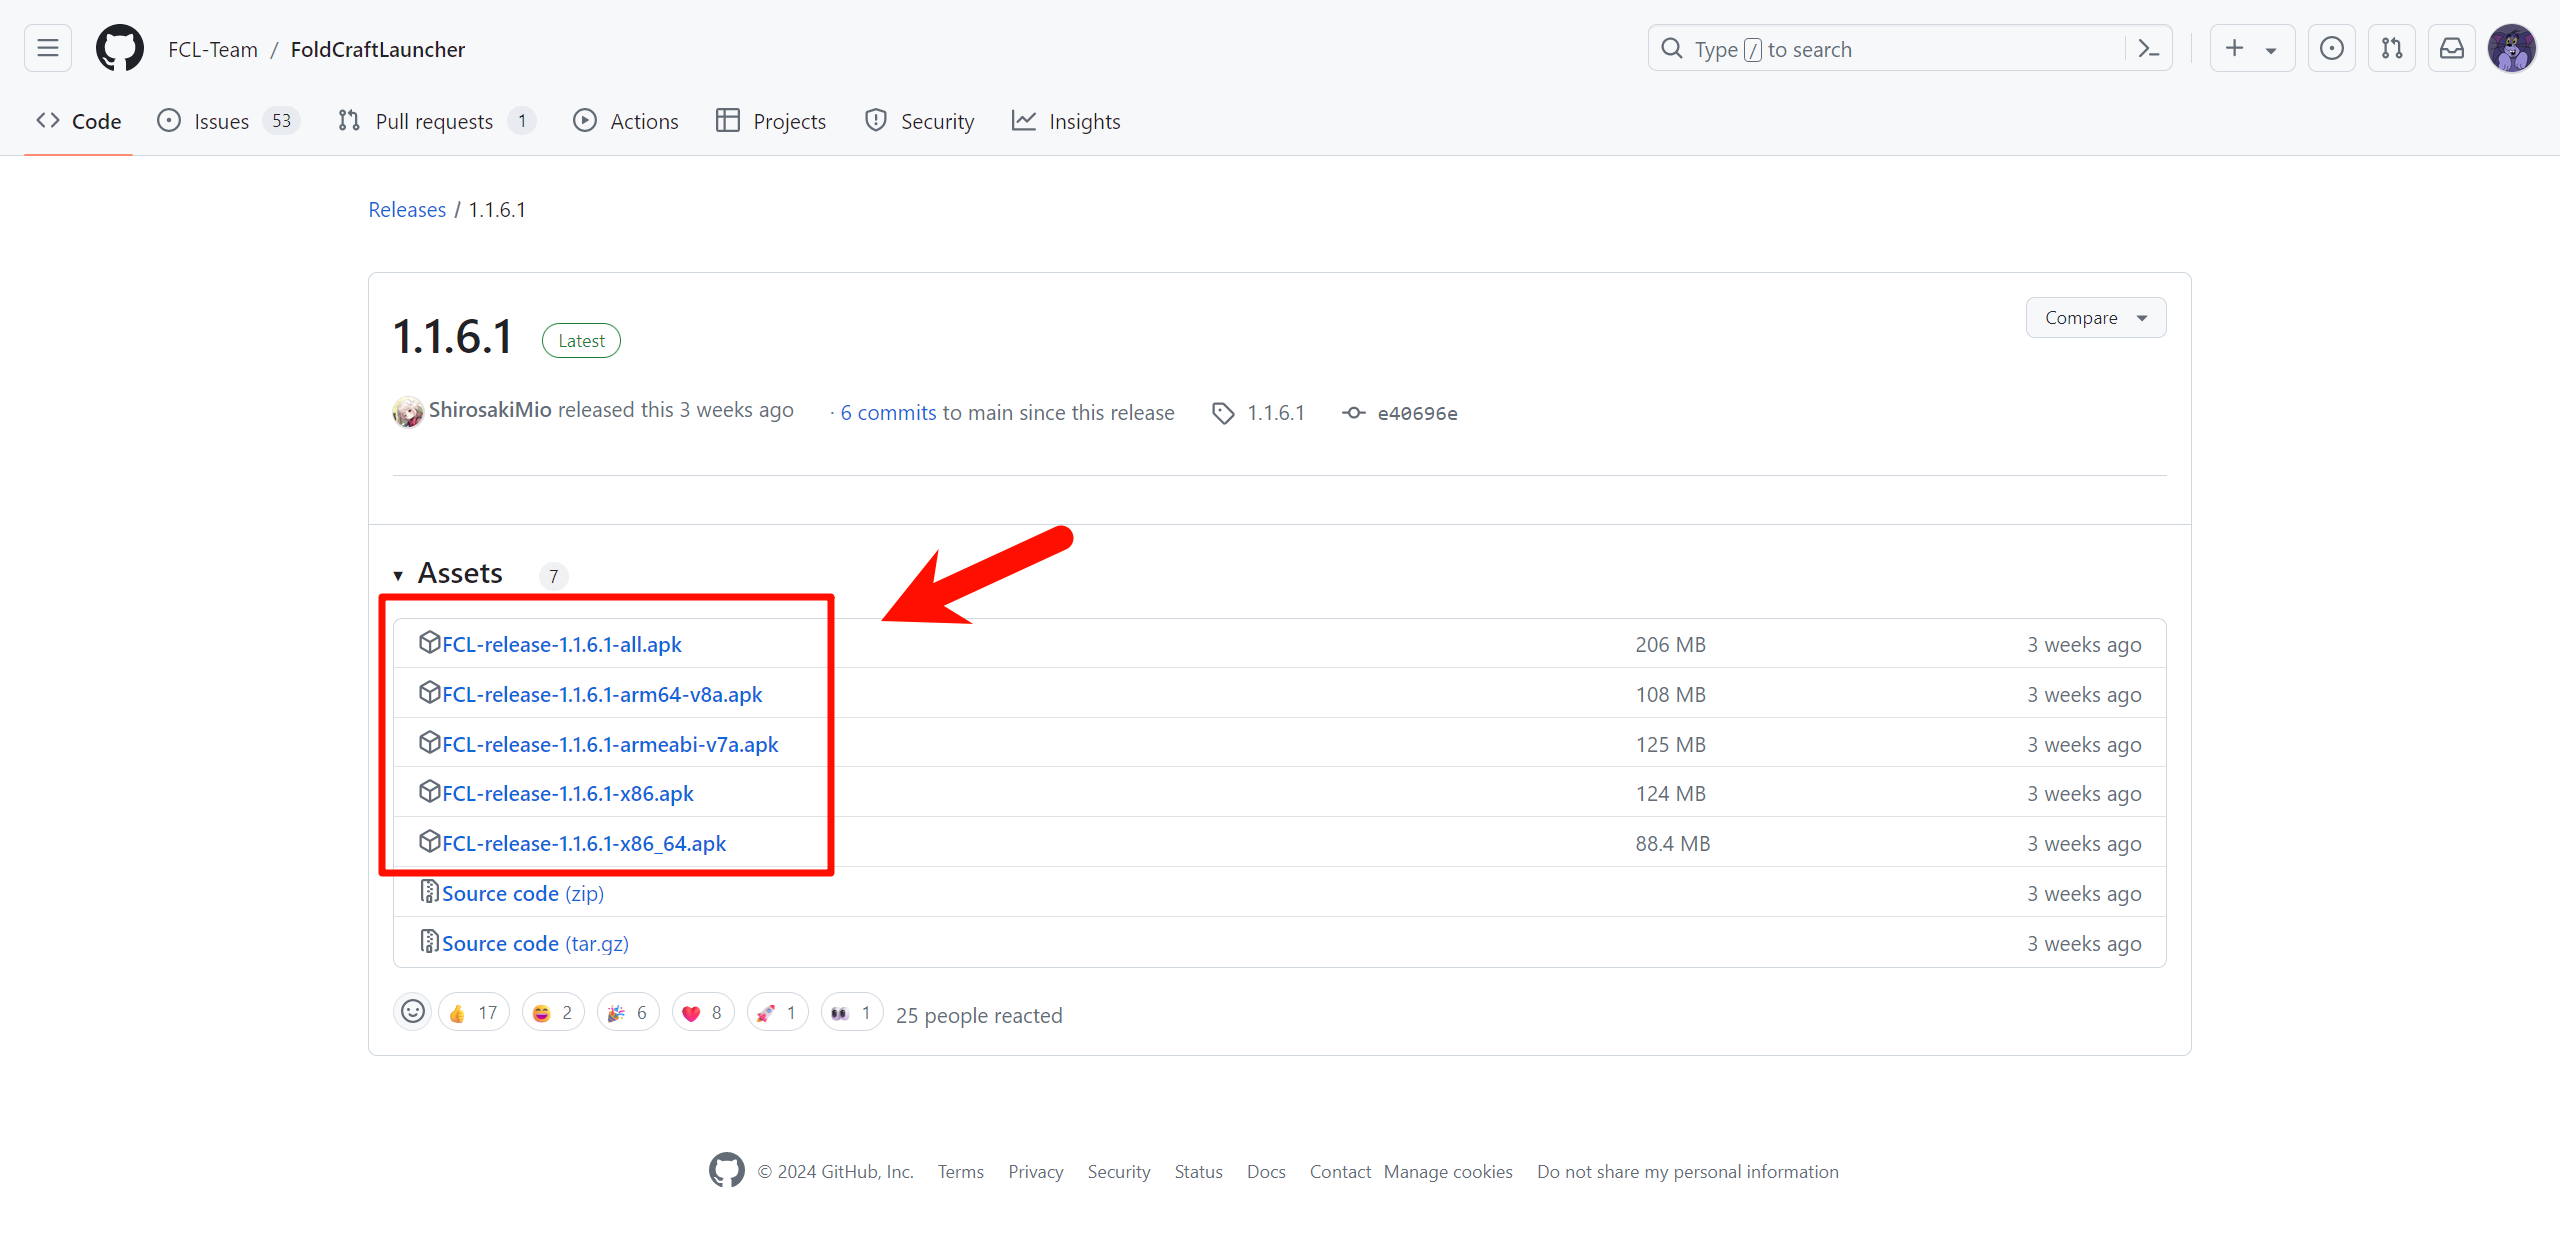 FCL-Team / FoldCraftLauncher
Type / to search
Code
Issues 53
Pull requests 1
Actions
Projects
Security
Insights
Releases / 1.1.6.1
1.1.6.1 Latest
Compare
ShirosakiMio released this 3 weeks ago · 6 commits to main since this release 1.1.6.1 e40696e
Assets 7
FCL-release-1.1.6.1-all.apk 206 MB 3 weeks ago
FCL-release-1.1.6.1-arm64-v8a.apk 108 MB 3 weeks ago
FCL-release-1.1.6.1-armeabi-v7a.apk 125 MB 3 weeks ago
FCL-release-1.1.6.1-x86.apk 124 MB 3 weeks ago
FCL-release-1.1.6.1-x86_64.apk 88.4 MB 3 weeks ago
Source code (zip) 3 weeks ago
Source code (tar.gz) 3 weeks ago
👍 17 😄 2 🎉 6 ❤️ 8 🚀 1 👀 1 25 people reacted
© 2024 GitHub, Inc. Terms Privacy Security Status Docs Contact Manage cookies Do not share my personal information